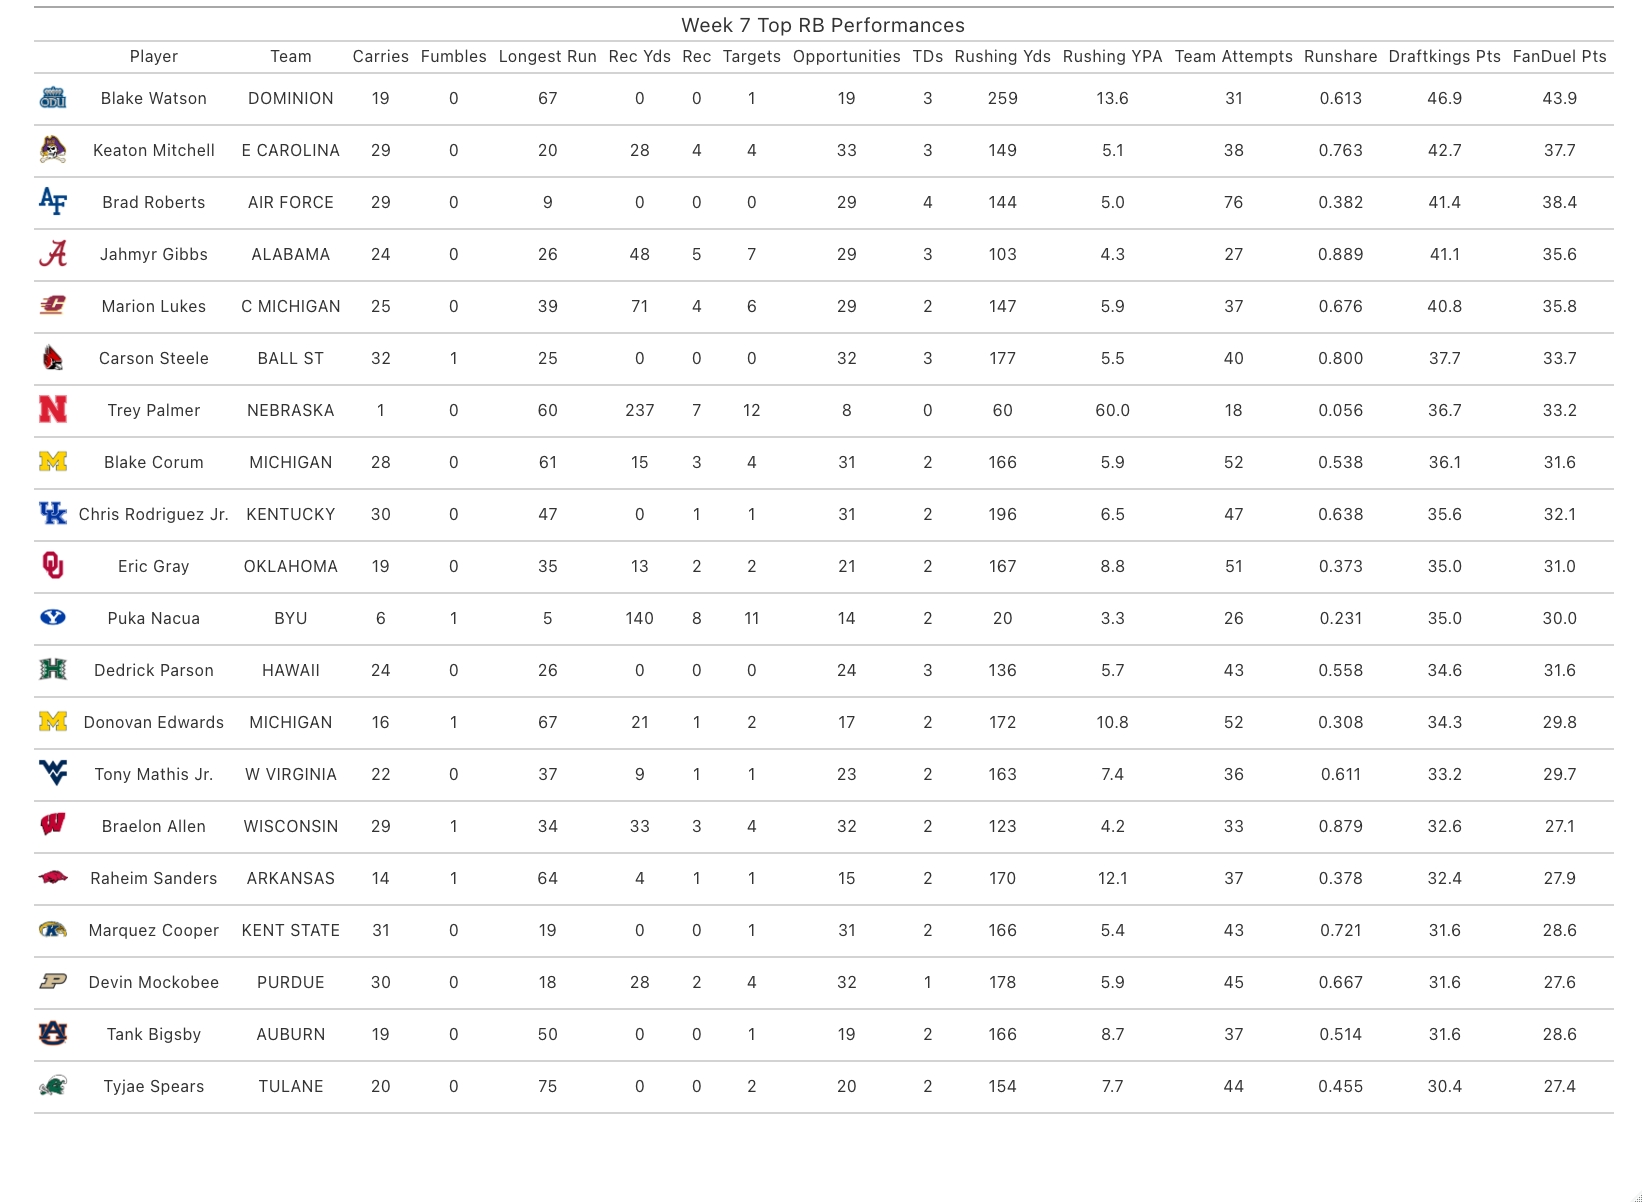 Week 7 Top RB Performances
Player Team Carries Fumbles Longest Run Rec Yds Rec Targets Opportunities TDs Rushing Yds Rushing YPA Team Attempts Runshare Draftkings Pts FanDuel Pts
ODU Blake Watson DOMINION 19 0 67 0 0 1 19 3 259 13.6 31 0.613 46.9 43.9
Keaton Mitchell E CAROLINA 29 0 20 28 4 4 33 3 149 5.1 38 0.763 42.7 37.7
AF Brad Roberts AIR FORCE 29 0 9 0 0 0 29 4 144 5.0 76 0.382 41.4 38.4
A Jahmyr Gibbs ALABAMA 24 0 26 48 5 7 29 3 103 4.3 27 0.889 41.1 35.6
C Marion Lukes C MICHIGAN 25 0 39 71 4 6 29 2 147 5.9 37 0.676 40.8 35.8
Carson Steele BALL ST 32 1 25 0 0 0 32 3 177 5.5 40 0.800 37.7 33.7
N Trey Palmer NEBRASKA 1 0 60 237 7 12 8 0 60 60.0 18 0.056 36.7 33.2
M Blake Corum MICHIGAN 28 0 61 15 3 4 31 2 166 5.9 52 0.538 36.1 31.6
UK Chris Rodriguez Jr. KENTUCKY 30 0 47 0 1 1 31 2 196 6.5 47 0.638 35.6 32.1
OU Eric Gray OKLAHOMA 19 0 35 13 2 2 21 2 167 8.8 51 0.373 35.0 31.0
Y Puka Nacua BYU 6 1 5 140 8 11 14 2 20 3.3 26 0.231 35.0 30.0
H Dedrick Parson HAWAII 24 0 26 0 0 0 24 3 136 5.7 43 0.558 34.6 31.6
M Donovan Edwards MICHIGAN 16 1 67 21 1 2 17 2 172 10.8 52 0.308 34.3 29.8
WV Tony Mathis Jr. W VIRGINIA 22 0 37 9 1 1 23 2 163 7.4 36 0.611 33.2 29.7
W Braelon Allen WISCONSIN 29 1 34 33 3 4 32 2 123 4.2 33 0.879 32.6 27.1
Raheim Sanders ARKANSAS 14 1 64 4 1 1 15 2 170 12.1 37 0.378 32.4 27.9
K Marquez Cooper KENT STATE 31 0 19 0 0 1 31 2 166 5.4 43 0.721 31.6 28.6
P Devin Mockobee PURDUE 30 0 18 28 2 4 32 1 178 5.9 45 0.667 31.6 27.6
AU Tank Bigsby AUBURN 19 0 50 0 0 1 19 2 166 8.7 37 0.514 31.6 28.6
Tyjae Spears TULANE 20 0 75 0 0 2 20 2 154 7.7 44 0.455 30.4 27.4